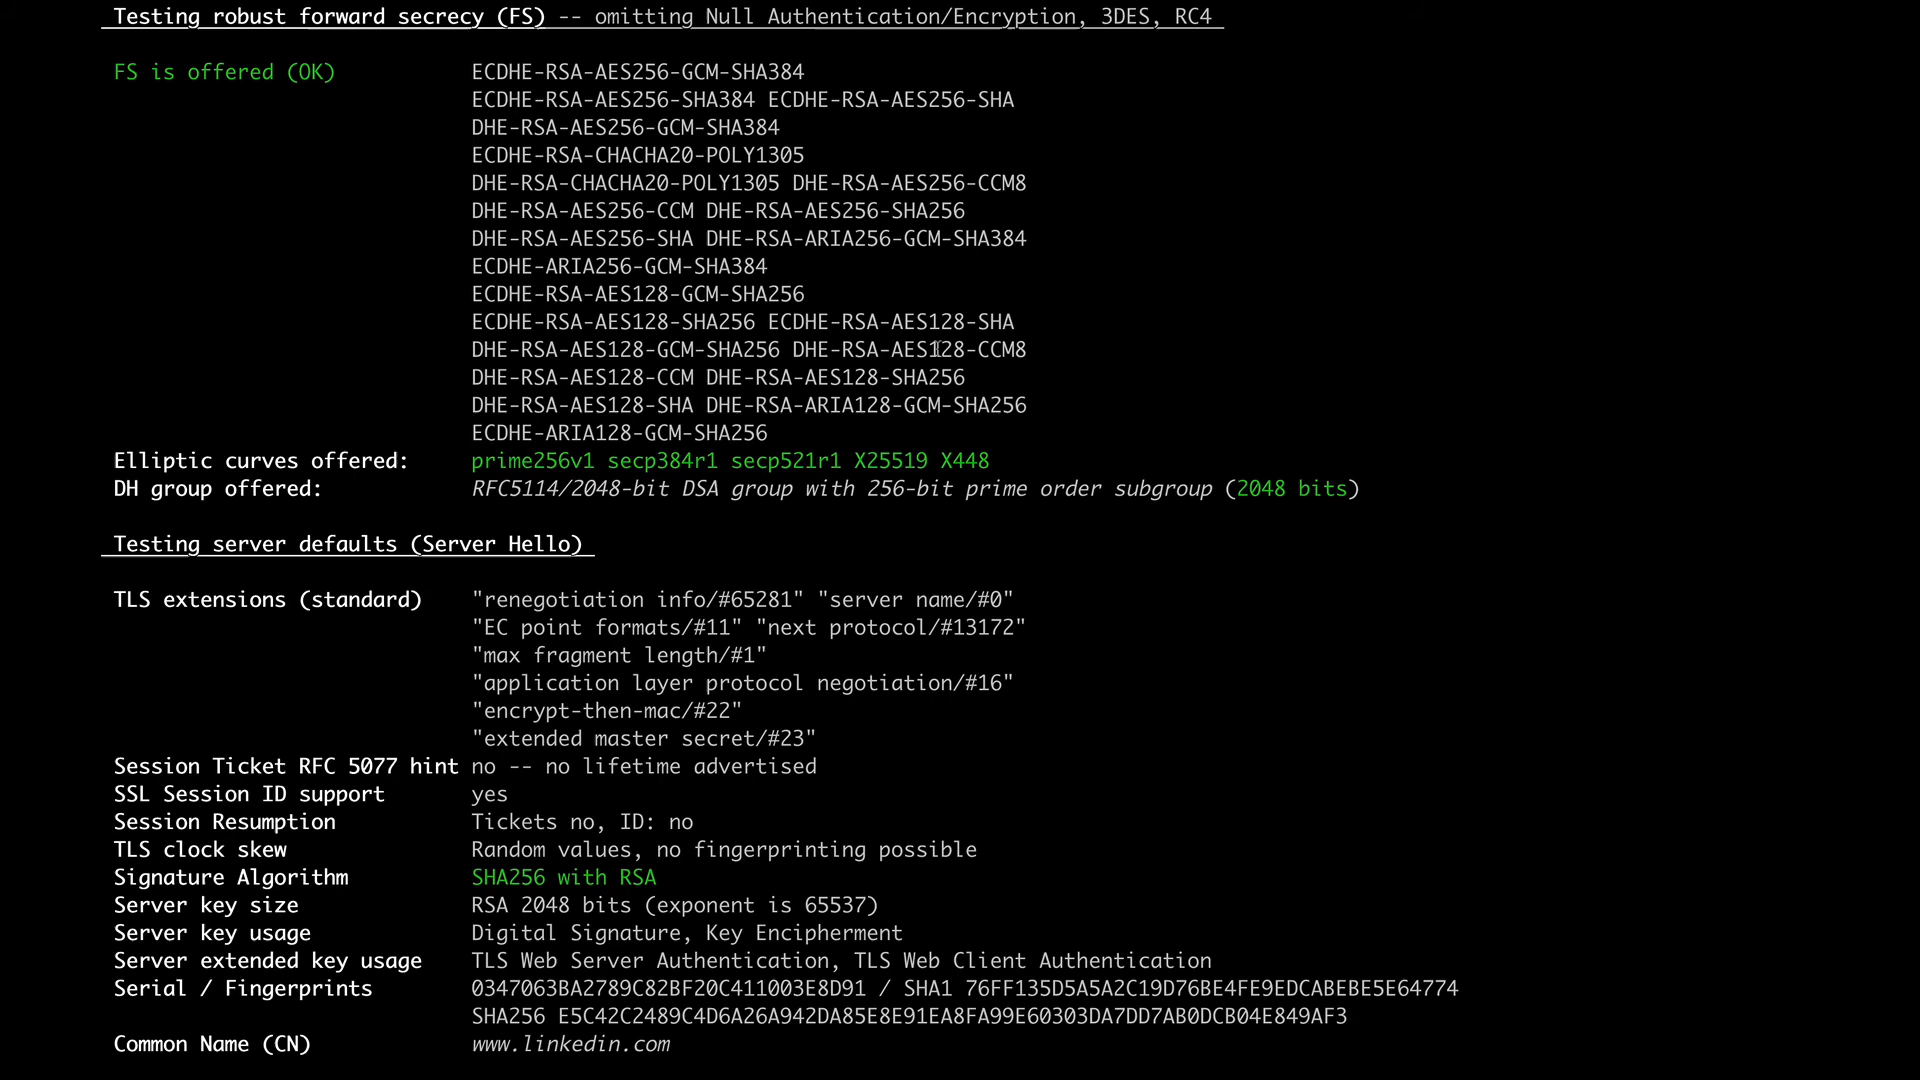 Testing robust forward secrecy (FS) -- omitting Null Authentication/Encryption, 3DES, RC4
FS is offered (OK) ECDHE-RSA-AES256-GCM-SHA384
ECDHE-RSA-AES256-SHA384 ECDHE-RSA-AES256-SHA
DHE-RSA-AES256-GCM-SHA384
ECDHE-RSA-CHACHA20-POLY1305
DHE-RSA-CHACHA20-POLY1305 DHE-RSA-AES256-CCM8
DHE-RSA-AES256-CCM DHE-RSA-AES256-SHA256
DHE-RSA-AES256-SHA DHE-RSA-ARIA256-GCM-SHA384
ECDHE-ARIA256-GCM-SHA384
ECDHE-RSA-AES128-GCM-SHA256
ECDHE-RSA-AES128-SHA256 ECDHE-RSA-AES128-SHA
DHE-RSA-AES128-GCM-SHA256 DHE-RSA-AES128-CCM8
DHE-RSA-AES128-CCM DHE-RSA-AES128-SHA256
DHE-RSA-AES128-SHA DHE-RSA-ARIA128-GCM-SHA256
ECDHE-ARIA128-GCM-SHA256
Elliptic curves offered: prime256v1 secp384r1 secp521r1 X25519 X448
DH group offered: RFC5114/2048-bit DSA group with 256-bit prime order subgroup (2048 bits)
Testing server defaults (Server Hello)
TLS extensions (standard) "renegotiation info/#65281" "server name/#0"
"EC point formats/#11" "next protocol/#13172"
"max fragment length/#1"
"application layer protocol negotiation/#16"
"encrypt-then-mac/#22"
"extended master secret/#23"
Session Ticket RFC 5077 hint no -- no lifetime advertised
SSL Session ID support yes
Session Resumption Tickets no, ID: no
TLS clock skew Random values, no fingerprinting possible
Signature Algorithm SHA256 with RSA
Server key size RSA 2048 bits (exponent is 65537)
Server key usage Digital Signature, Key Encipherment
Server extended key usage TLS Web Server Authentication, TLS Web Client Authentication
Serial / Fingerprints 0347063BA2789C82BF20C411003E8D91 / SHA1 76FF135D5A5A2C19D76BE4FE9EDCABEBE5E64774
SHA256 E5C42C2489C4D6A26A942DA85E8E91EA8FA99E60303DA7DD7AB0DCB04E849AF3
Common Name (CN) www.linkedin.com